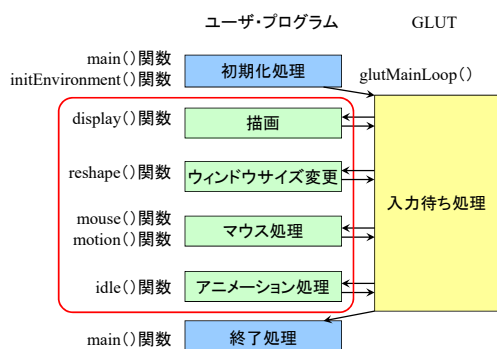 ユーザ・プログラム GLUT
main()関数
initEnvironment()関数
初期化処理
glutMainLoop()
display()関数
描画
reshape()関数
ウィンドウサイズ変更
入力待ち処理
mouse()関数
motion()関数
マウス処理
idle()関数
アニメーション処理
main()関数
終了処理